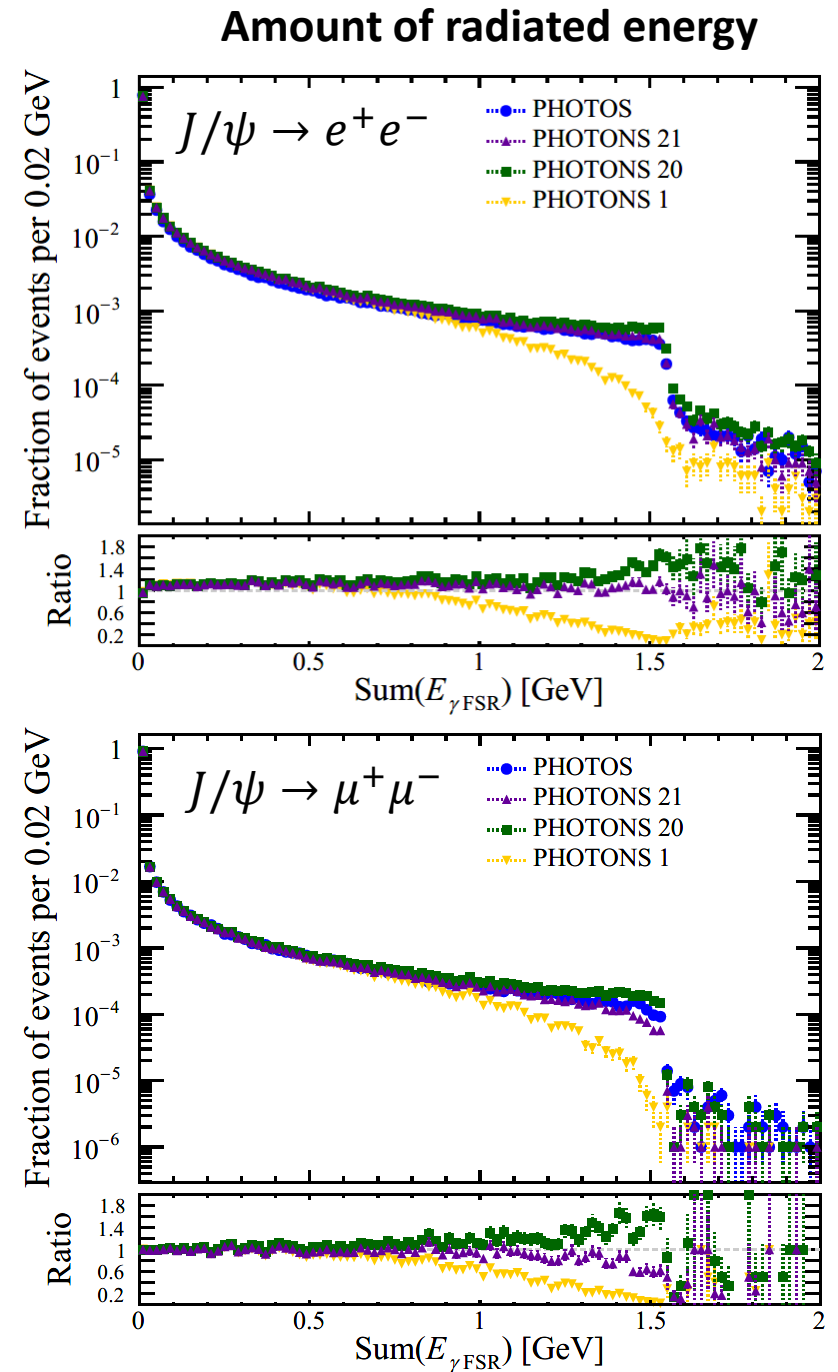 Amount of radiated energy
J/ψ → e⁺e⁻
PHOTOS
PHOTONS 21
PHOTONS 20
PHOTONS 1
Fraction of events per 0.02 GeV
1
10⁻¹
10⁻²
10⁻³
10⁻⁴
10⁻⁵
Ratio
1.8
1.4
1
0.6
0.2
0 0.5 1 1.5 2
Sum(E_γ FSR) [GeV]
J/ψ → μ⁺μ⁻
PHOTOS
PHOTONS 21
PHOTONS 20
PHOTONS 1
Fraction of events per 0.02 GeV
1
10⁻¹
10⁻²
10⁻³
10⁻⁴
10⁻⁵
10⁻⁶
Ratio
1.8
1.4
1
0.6
0.2
0 0.5 1 1.5 2
Sum(E_γ FSR) [GeV]